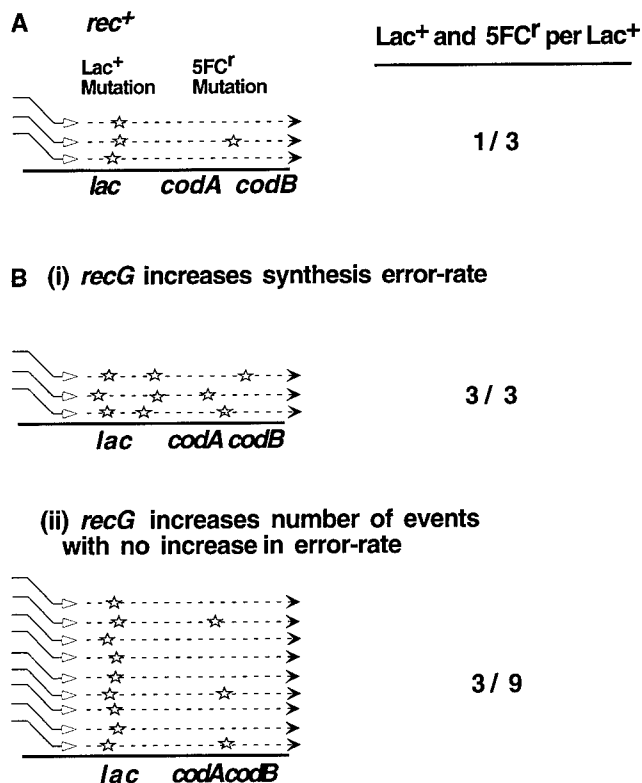 A rec+
Lac+ and 5FCr per Lac+
Lac+ Mutation
5FCr Mutation
1/3
lac codA codB
B (i) recG increases synthesis error-rate
3/3
lac codA codB
(ii) recG increases number of events
with no increase in error-rate
3/9
lac codA codB